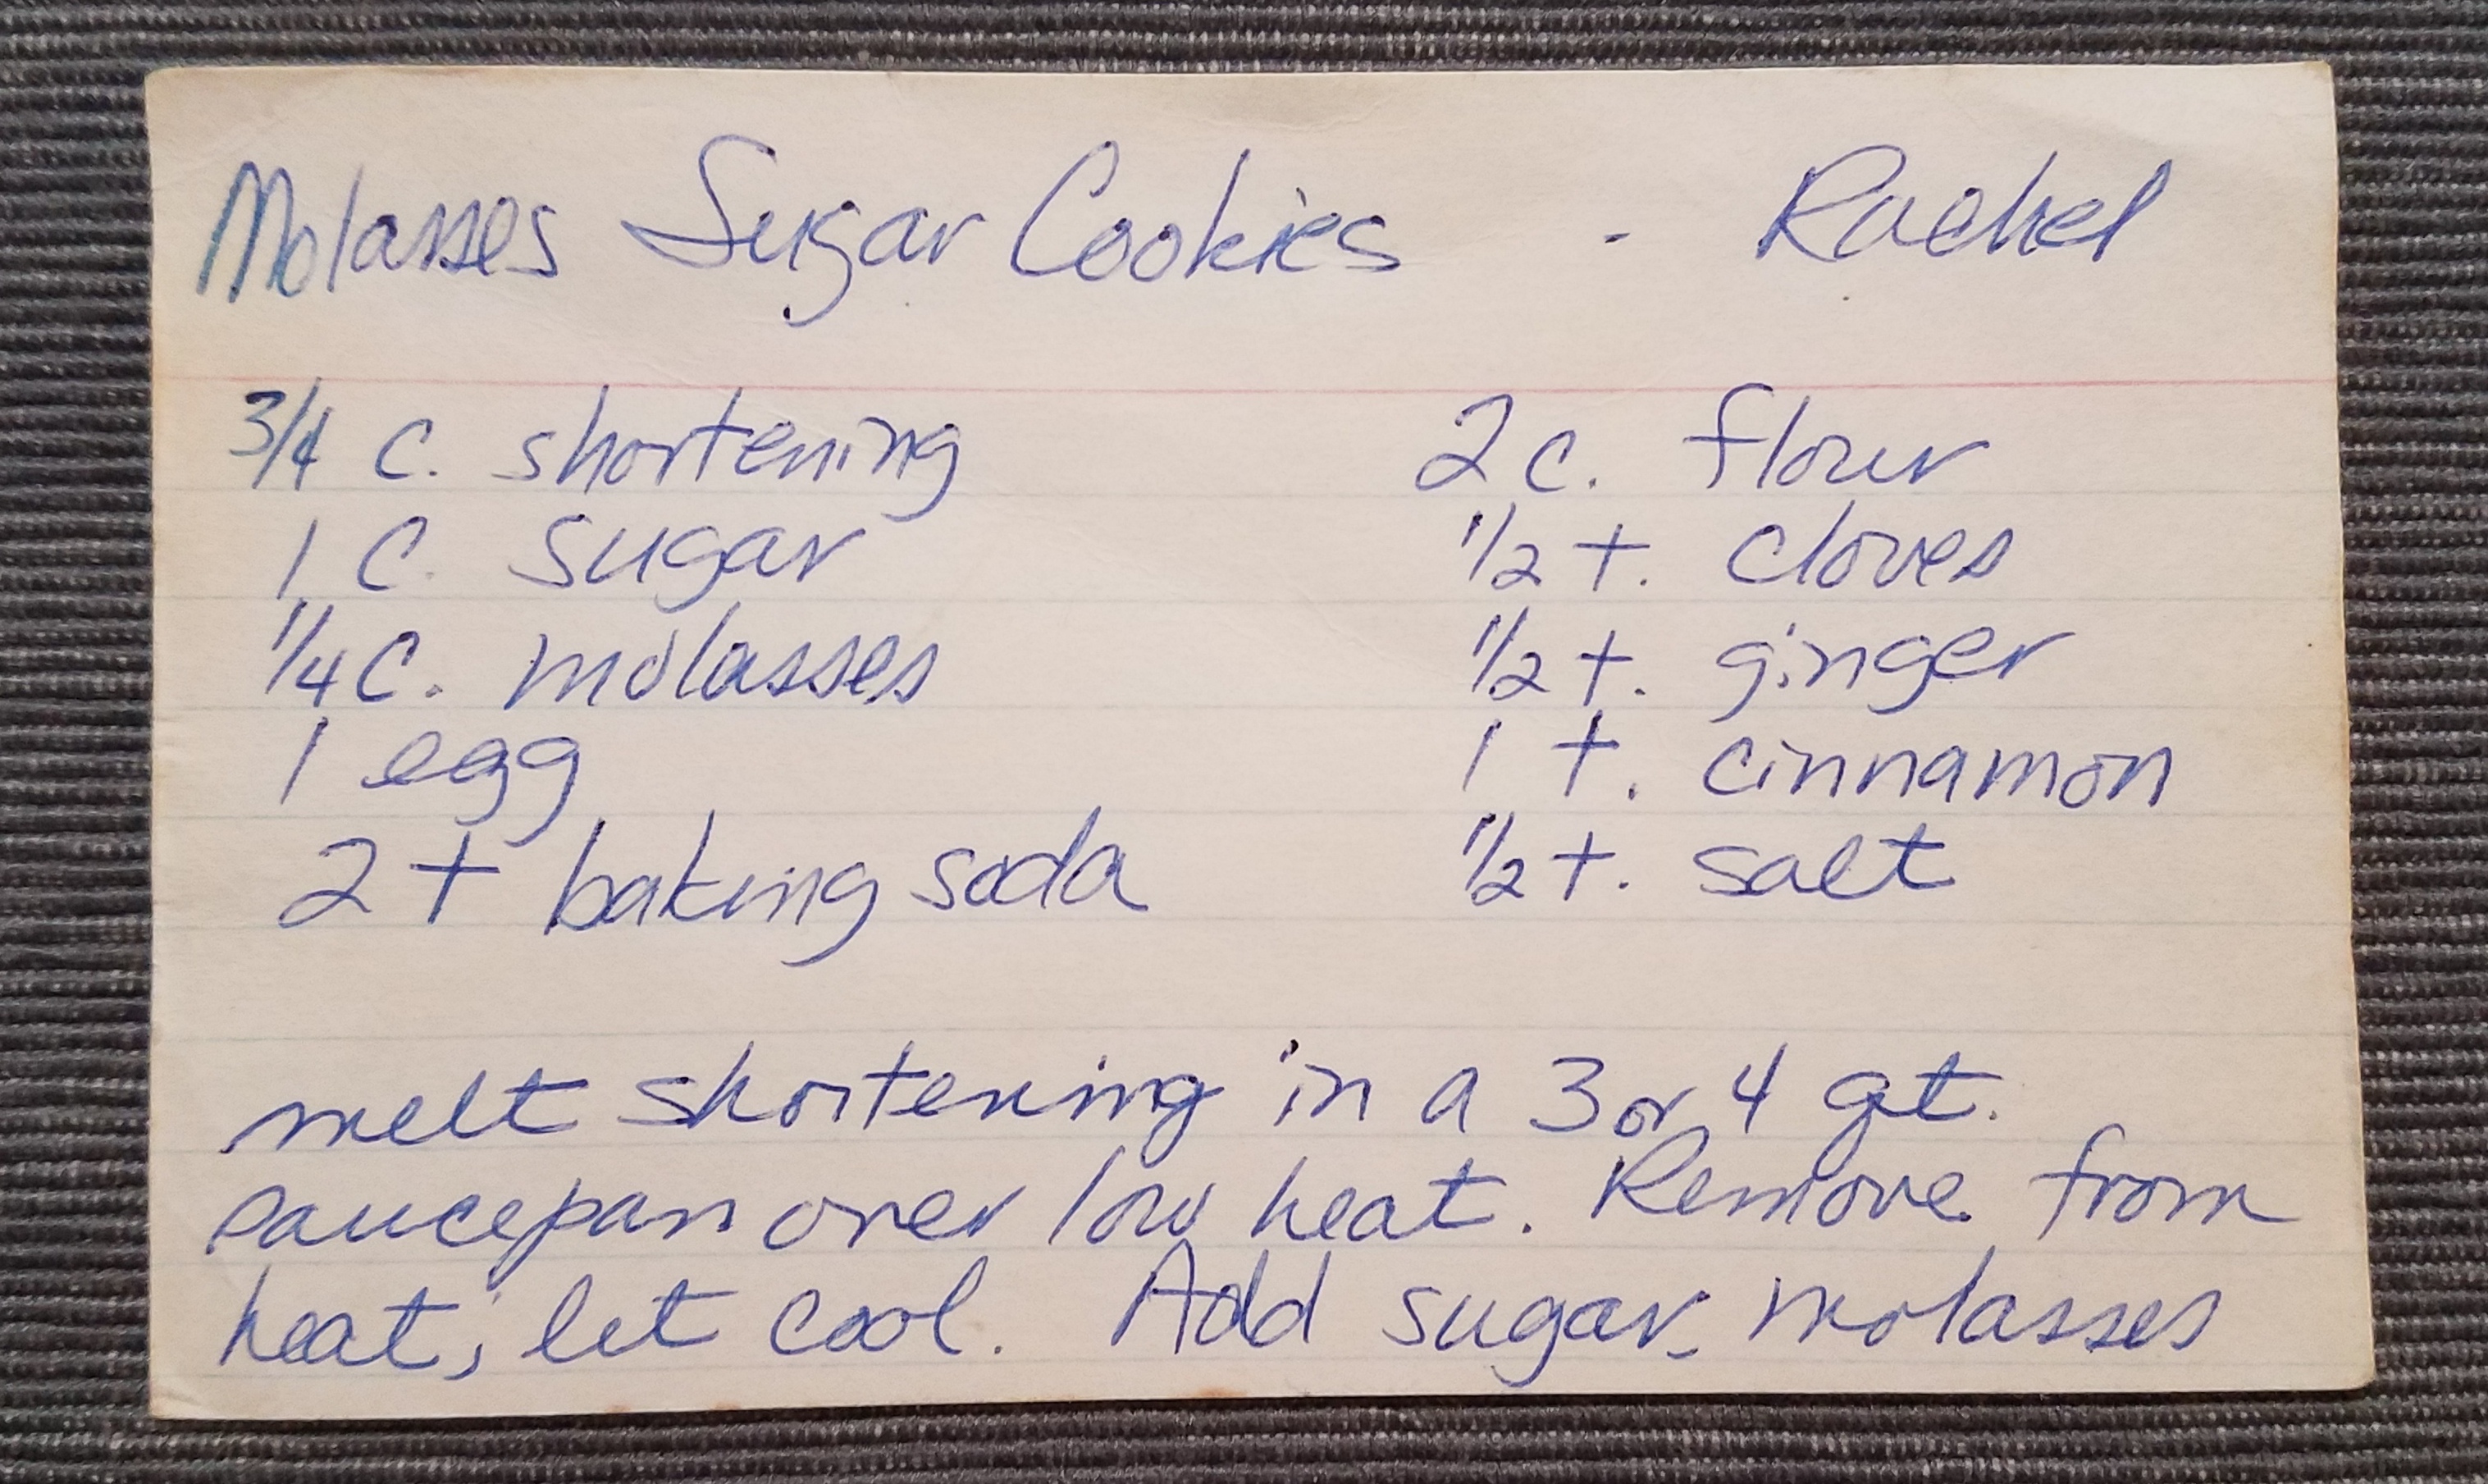 Molasses Sugar Cookies - Rachel
3/4 c. shortening
1 c. sugar
1/4 c. molasses
1 egg
2 t baking soda
2 c. flour
1/2 t. cloves
1/2 t. ginger
1 t. cinnamon
1/2 t. salt
melt shortening in a 3 or 4 qt.
saucepan over low heat. Remove from
heat; let cool. Add sugar, molasses